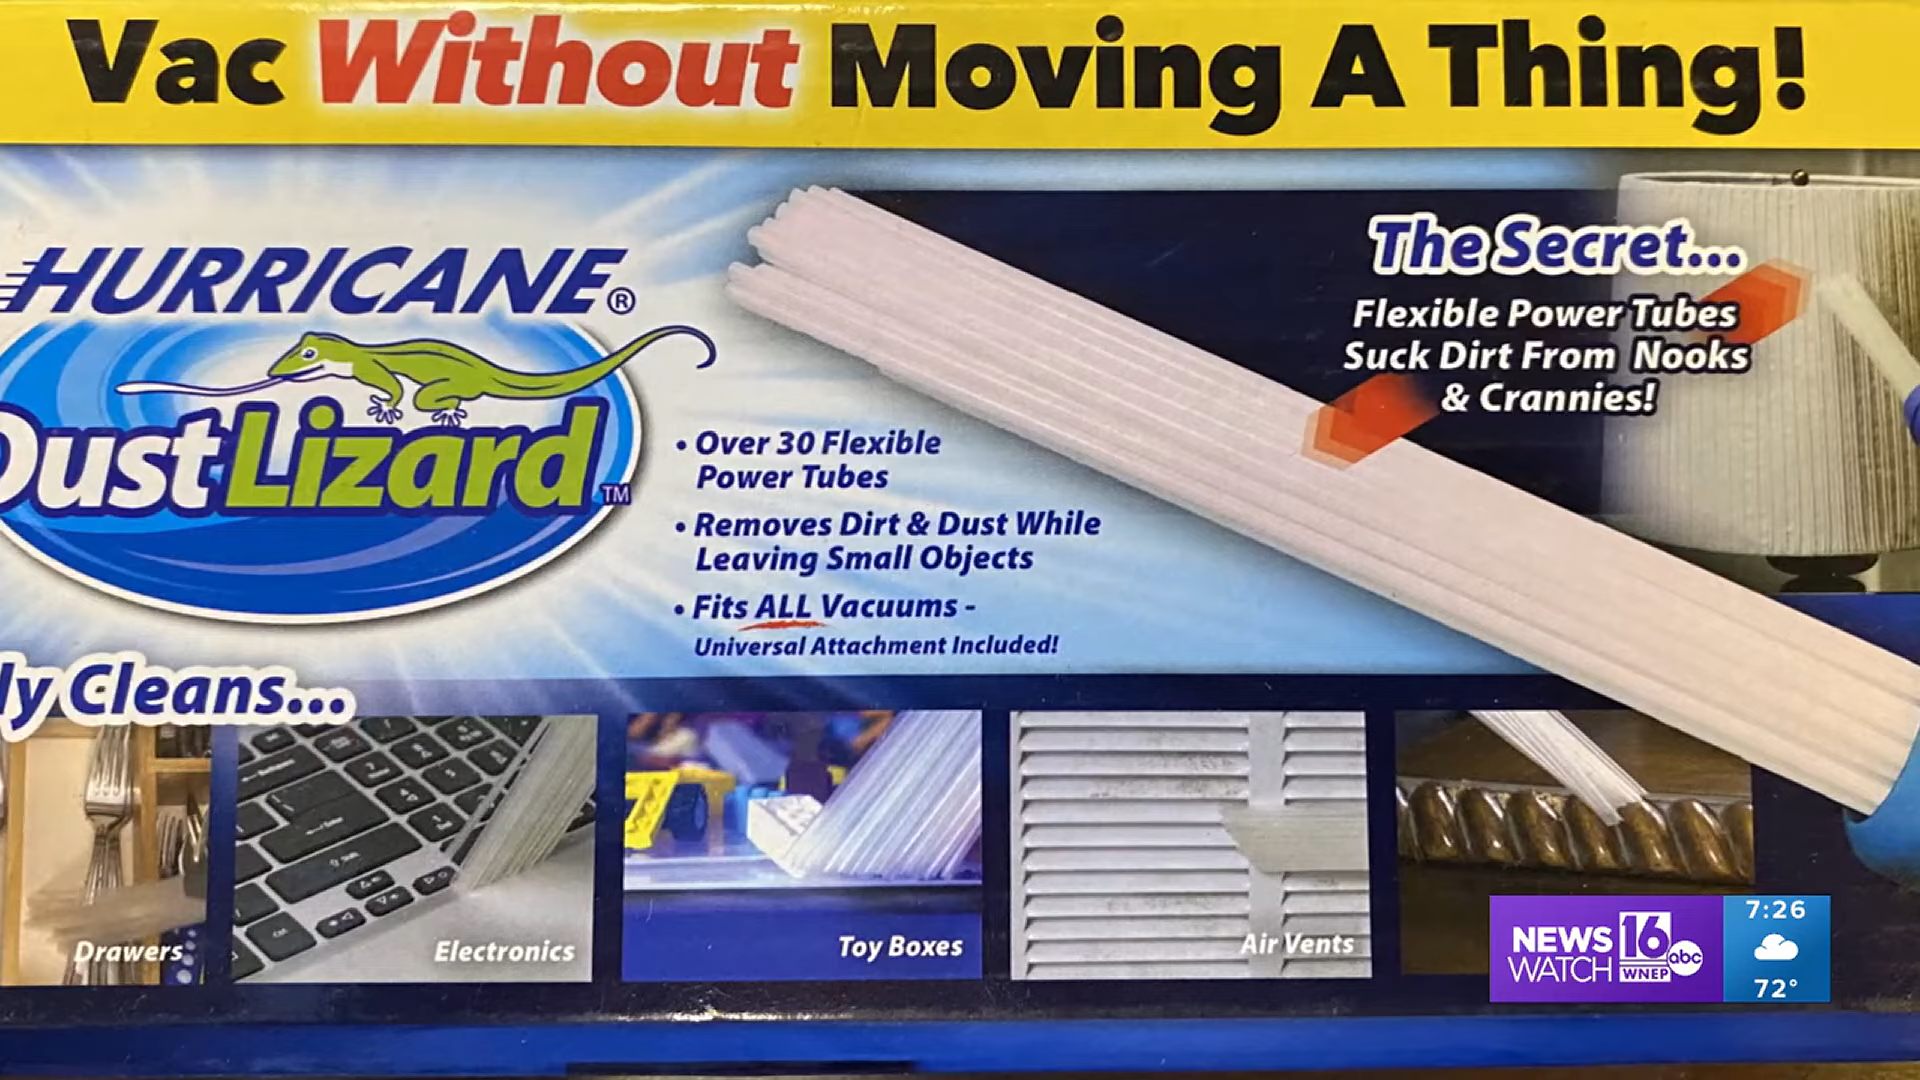 Vac Without Moving A Thing!
HURRICANE®
DustLizard™
The Secret...
Flexible Power Tubes
Suck Dirt From Nooks
& Crannies!
• Over 30 Flexible
Power Tubes
• Removes Dirt & Dust While
Leaving Small Objects
• Fits ALL Vacuums -
Universal Attachment Included!
ly Cleans...
Drawers
Electronics
Toy Boxes
Air Vents
NEWS
WATCH
16
WNEP
abc
7:26
72°